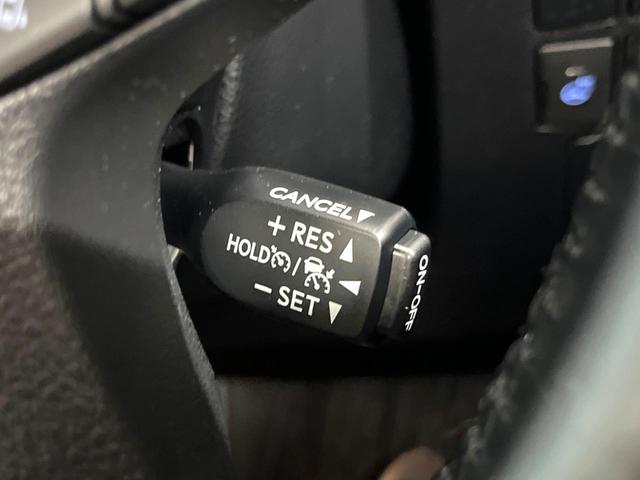 CANCEL
+ RES
HOLD /
- SET
ON-OFF